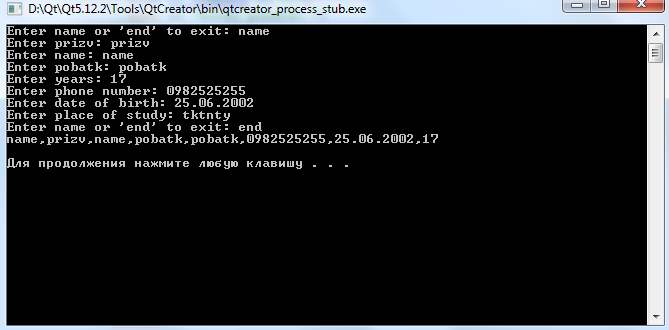 D:\Qt\Qt5.12.2\Tools\QtCreator\bin\qtcreator_process_stub.exe
Enter name or 'end' to exit: name
Enter prizv: prizv
Enter name: name
Enter pobatk: pobatk
Enter years: 17
Enter phone number: 0982525255
Enter date of birth: 25.06.2002
Enter place of study: tktnty
Enter name or 'end' to exit: end
name,prizv,name,pobatk,pobatk,0982525255,25.06.2002,17
Для продолжения нажмите любую клавишу . . .